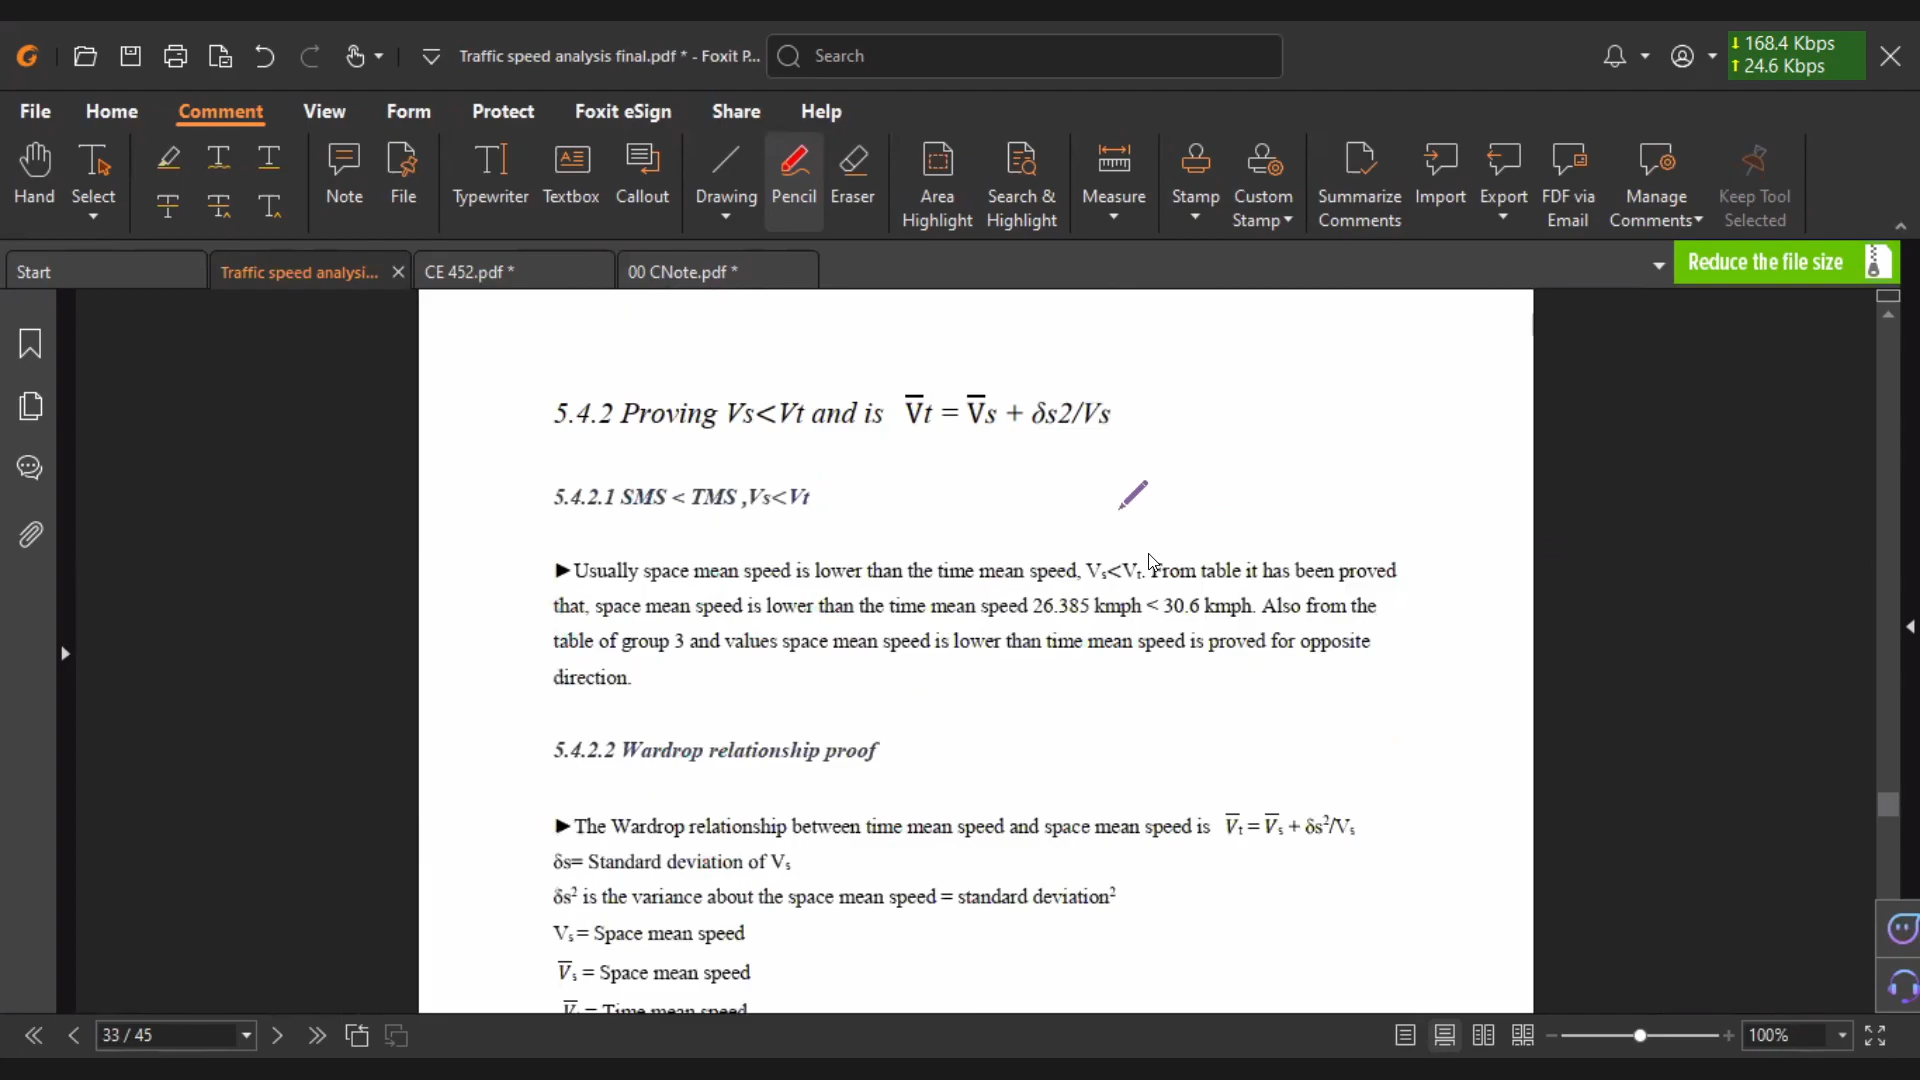 Traffic speed analysis final.pdf * - Foxit P...
Search
168.4 Kbps
24.6 Kbps
File Home Comment View Form Protect Foxit eSign Share Help
Hand Select Note File Typewriter Textbox Callout Drawing Pencil Eraser Area Highlight Search & Highlight Measure Stamp Custom Stamp Summarize Comments Import Export FDF via Email Manage Comments Keep Tool Selected
Start Traffic speed analysi... CE 452.pdf * 00 CNote.pdf * Reduce the file size
5.4.2 Proving Vs<Vt and is V̅t = V̅s + δs2/Vs
5.4.2.1 SMS < TMS ,Vs<Vt
►Usually space mean speed is lower than the time mean speed, Vₛ<Vₜ. From table it has been proved
that, space mean speed is lower than the time mean speed 26.385 kmph < 30.6 kmph. Also from the
table of group 3 and values space mean speed is lower than time mean speed is proved for opposite
direction.
5.4.2.2 Wardrop relationship proof
►The Wardrop relationship between time mean speed and space mean speed is V̅ₜ = V̅ₛ + δs²/Vₛ
δs= Standard deviation of Vₛ
δs² is the variance about the space mean speed = standard deviation²
Vₛ = Space mean speed
V̅ₛ = Space mean speed
= Time mean speed
33 / 45
100%